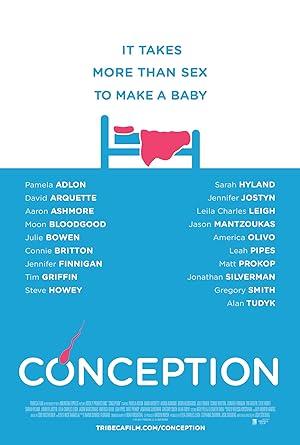 IT TAKES
MORE THAN SEX
TO MAKE A BABY
Pamela ADLON
David ARQUETTE
Aaron ASHMORE
Moon BLOODGOOD
Julie BOWEN
Connie BRITTON
Jennifer FINNIGAN
Tim GRIFFIN
Steve HOWEY
Sarah HYLAND
Jennifer JOSTYN
Leila Charles LEIGH
Jason MANTZOUKAS
America OLIVO
Leah PIPES
Matt PROKOP
Jonathan SILVERMAN
Gregory SMITH
Alan TUDYK
CONCEPTION
TRIBECAFILM.COM/CONCEPTION